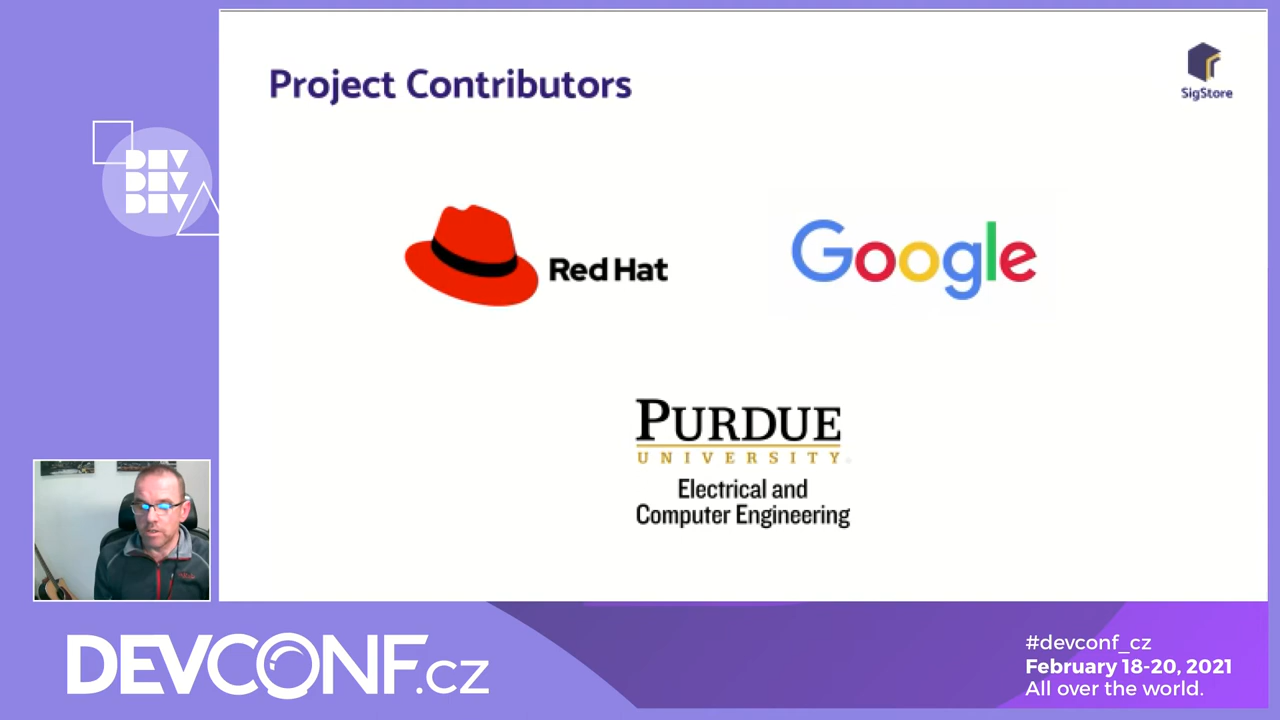 Project Contributors
SigStore
DEV
DEV
DEV
Red Hat
Google
PURDUE
UNIVERSITY
Electrical and
Computer Engineering
DEVCONF.cz
#devconf_cz
February 18-20, 2021
All over the world.